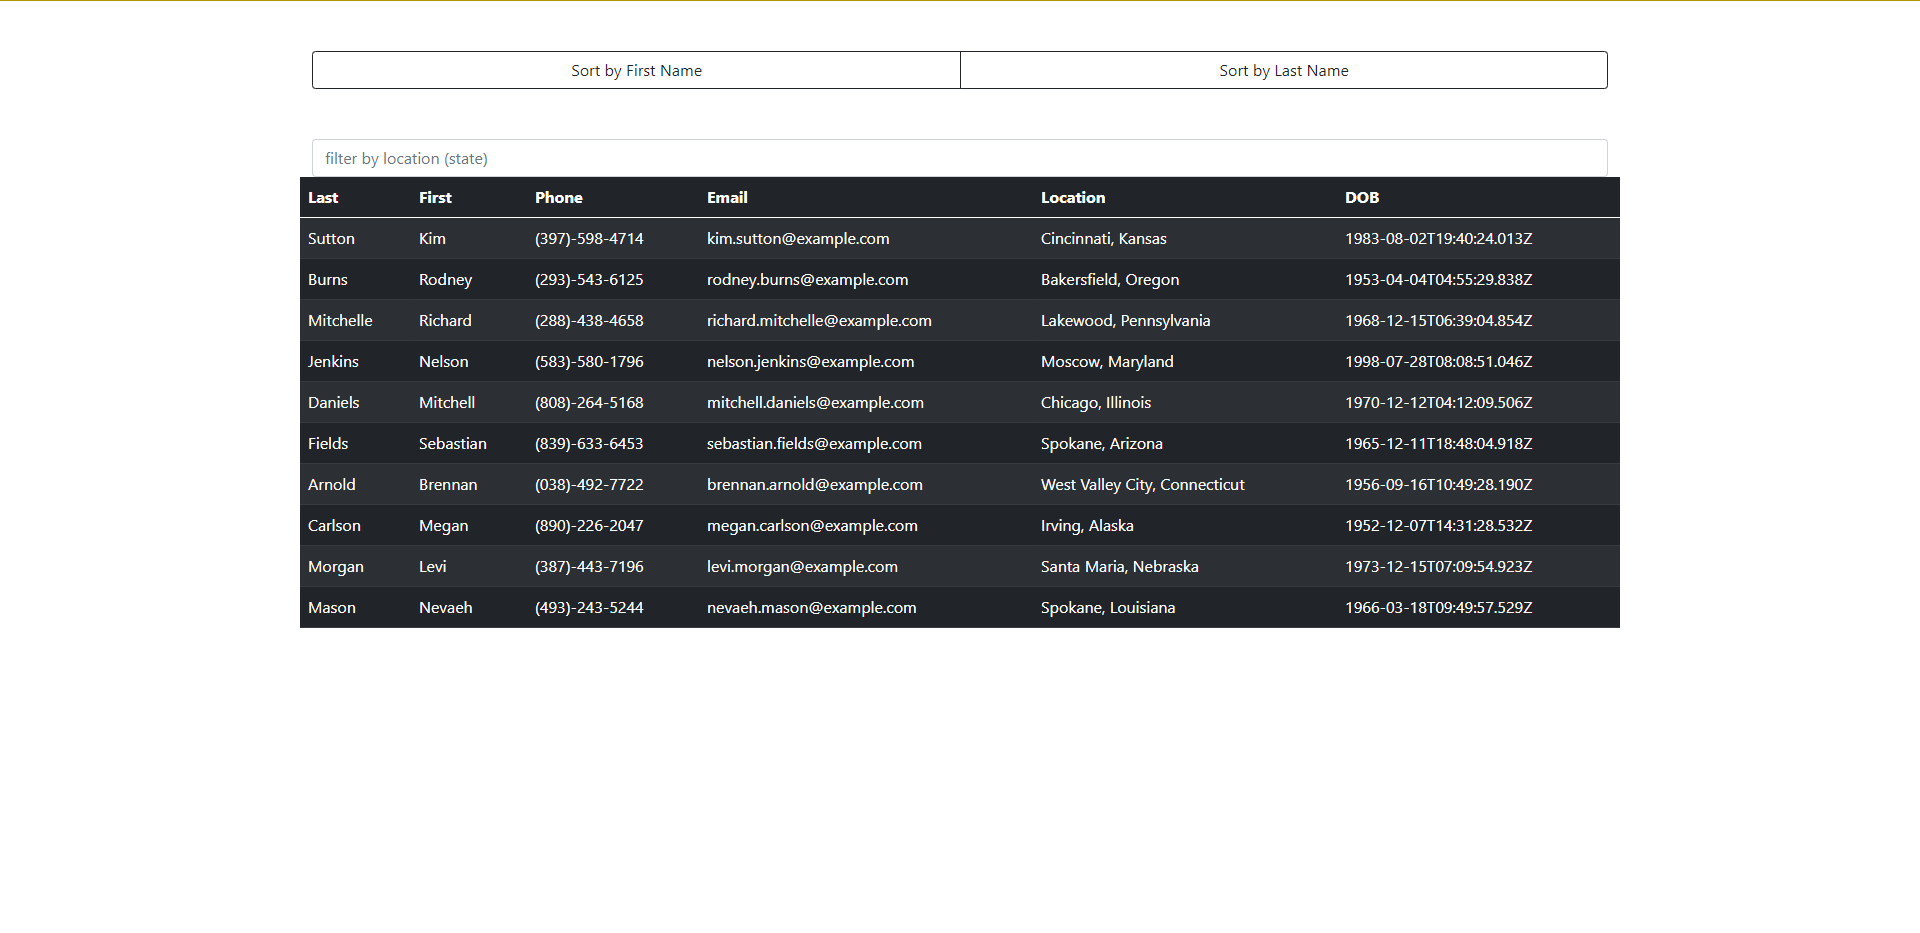 Sort by First Name Sort by Last Name
filter by location (state)
Last First Phone Email Location DOB
Sutton Kim (397)-598-4714 kim.sutton@example.com Cincinnati, Kansas 1983-08-02T19:40:24.013Z
Burns Rodney (293)-543-6125 rodney.burns@example.com Bakersfield, Oregon 1953-04-04T04:55:29.838Z
Mitchelle Richard (288)-438-4658 richard.mitchelle@example.com Lakewood, Pennsylvania 1968-12-15T06:39:04.854Z
Jenkins Nelson (583)-580-1796 nelson.jenkins@example.com Moscow, Maryland 1998-07-28T08:08:51.046Z
Daniels Mitchell (808)-264-5168 mitchell.daniels@example.com Chicago, Illinois 1970-12-12T04:12:09.506Z
Fields Sebastian (839)-633-6453 sebastian.fields@example.com Spokane, Arizona 1965-12-11T18:48:04.918Z
Arnold Brennan (038)-492-7722 brennan.arnold@example.com West Valley City, Connecticut 1956-09-16T10:49:28.190Z
Carlson Megan (890)-226-2047 megan.carlson@example.com Irving, Alaska 1952-12-07T14:31:28.532Z
Morgan Levi (387)-443-7196 levi.morgan@example.com Santa Maria, Nebraska 1973-12-15T07:09:54.923Z
Mason Nevaeh (493)-243-5244 nevaeh.mason@example.com Spokane, Louisiana 1966-03-18T09:49:57.529Z